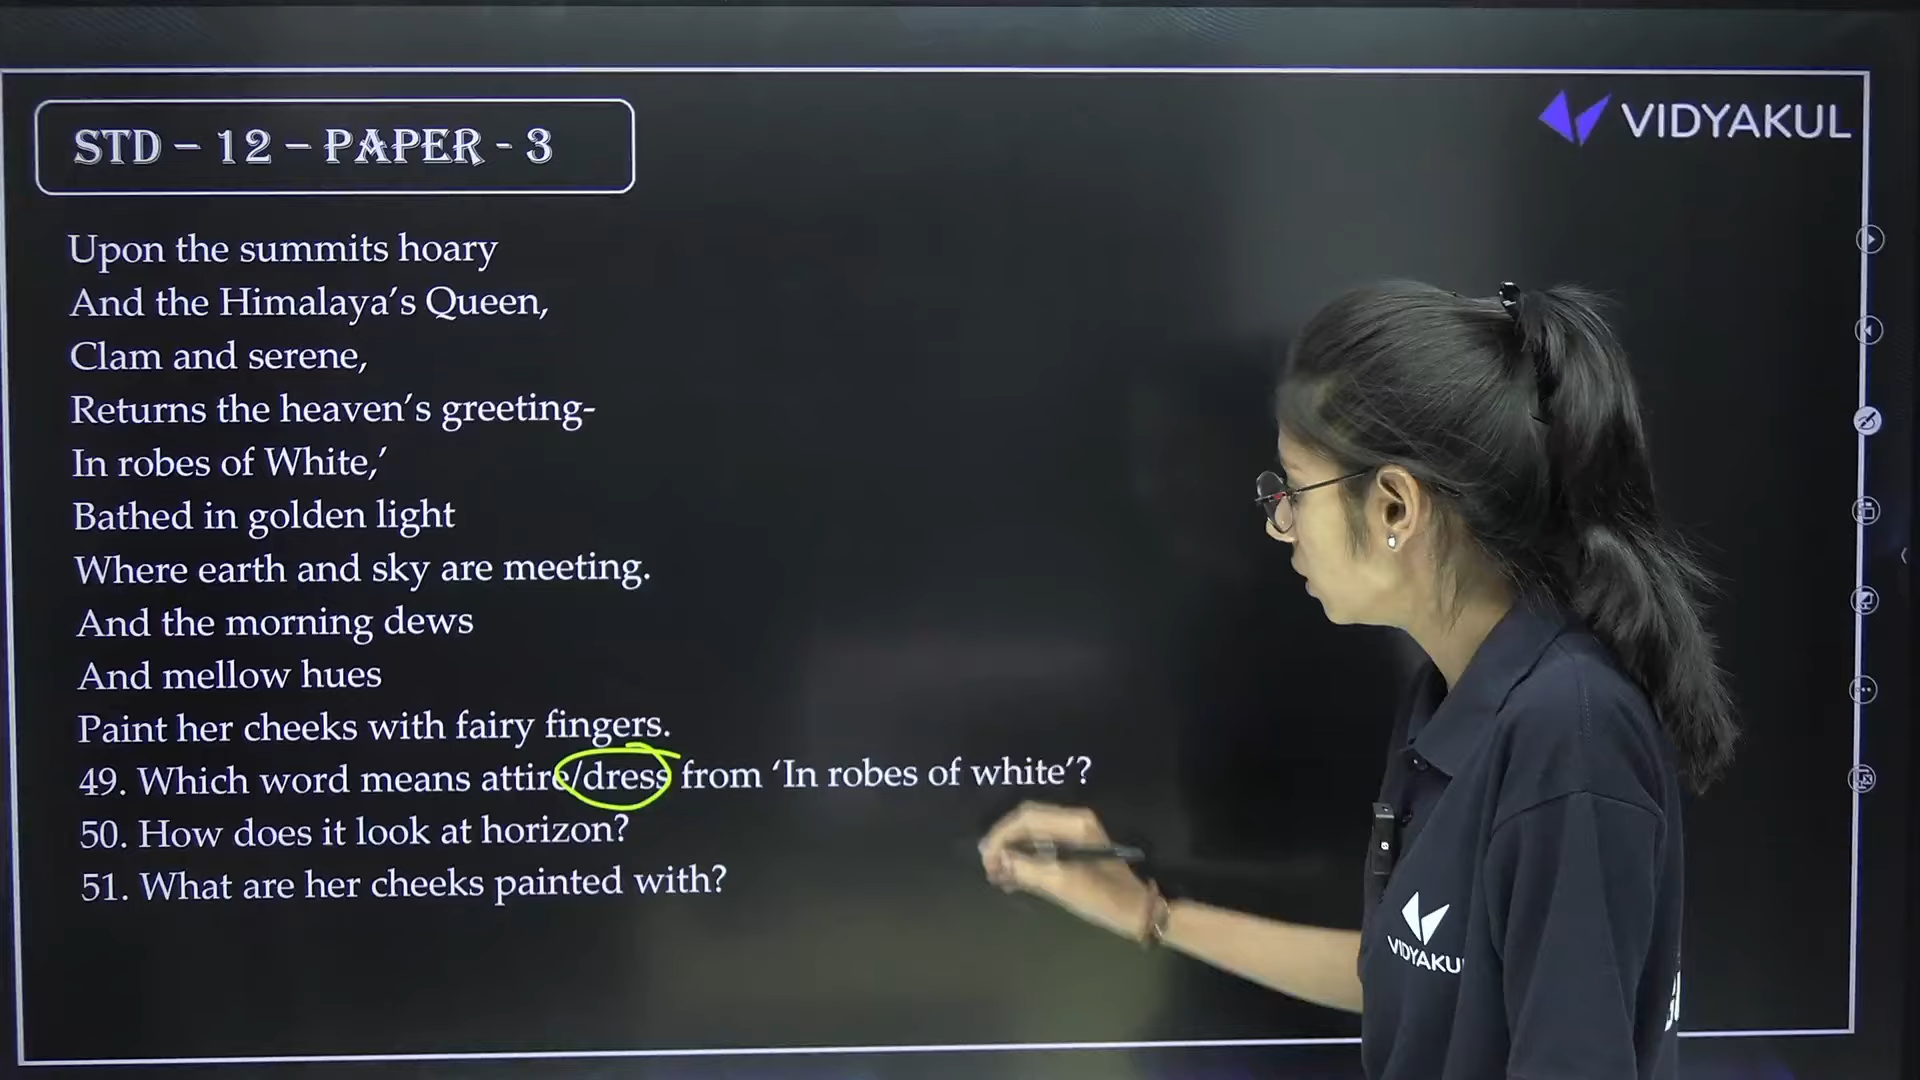 STD – 12 – PAPER - 3
VIDYAKUL
Upon the summits hoary
And the Himalaya’s Queen,
Clam and serene,
Returns the heaven’s greeting-
In robes of White,’
Bathed in golden light
Where earth and sky are meeting.
And the morning dews
And mellow hues
Paint her cheeks with fairy fingers.
49. Which word means attire/dress from ‘In robes of white’?
50. How does it look at horizon?
51. What are her cheeks painted with?
VIDYAKU